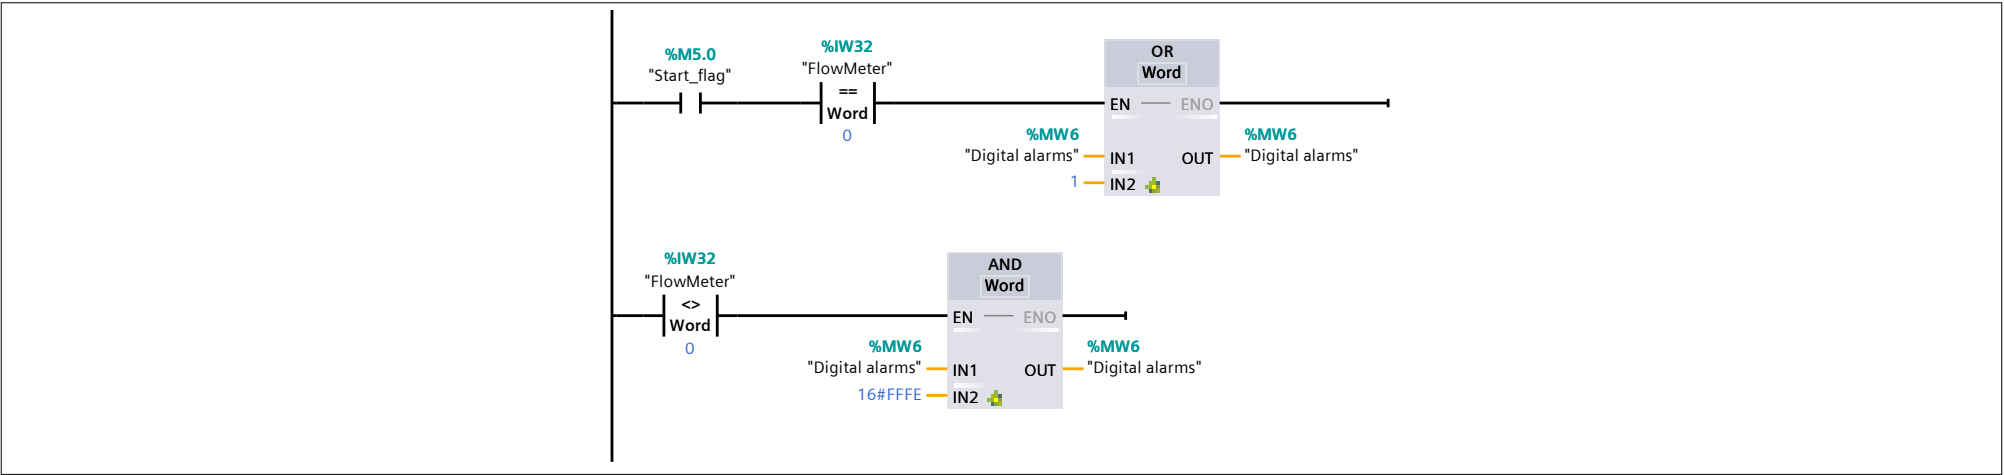 %M5.0
"Start_flag"
%IW32
"FlowMeter"
==
Word
0
OR
Word
EN
ENO
%MW6
"Digital alarms"
IN1
1
IN2
OUT
%MW6
"Digital alarms"
%IW32
"FlowMeter"
<>
Word
0
AND
Word
EN
ENO
%MW6
"Digital alarms"
IN1
16#FFFE
IN2
OUT
%MW6
"Digital alarms"